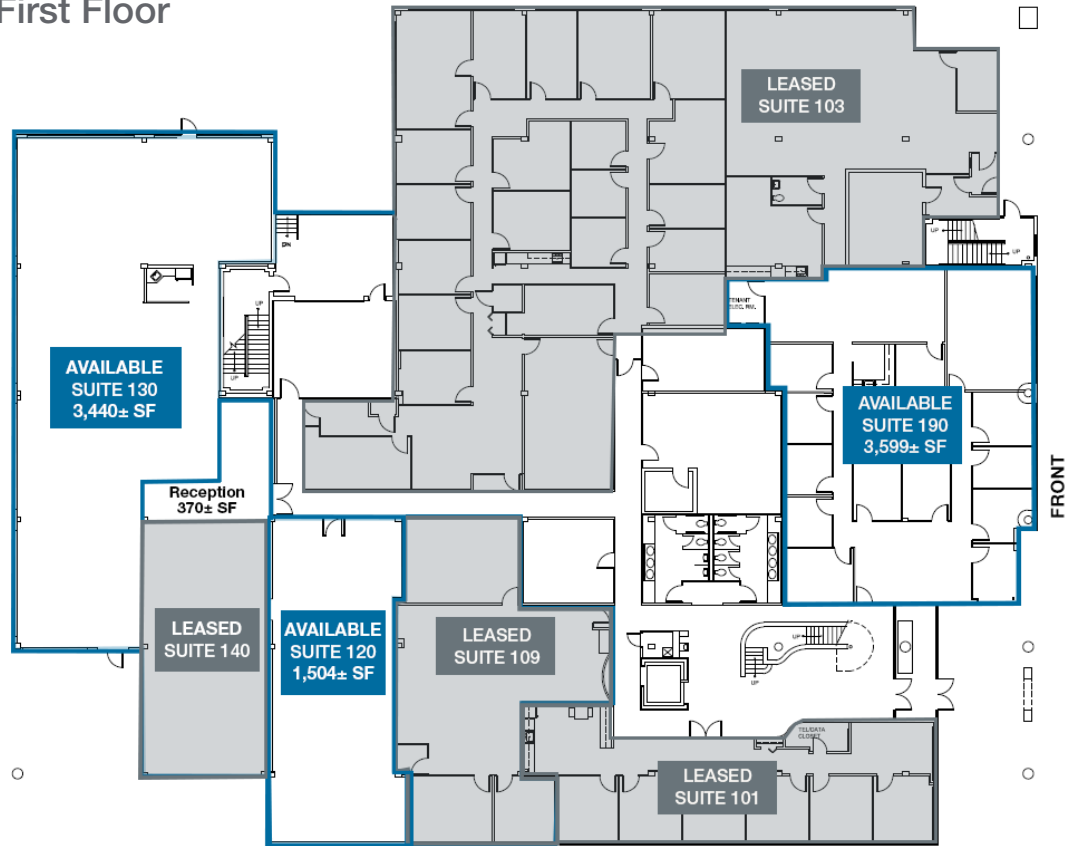 First Floor
LEASED
SUITE 103
UP
UP
DN
TENANT
ELEC. RM.
UP
UP
AVAILABLE
SUITE 130
3,440± SF
AVAILABLE
SUITE 190
3,599± SF
FRONT
Reception
370± SF
LEASED
SUITE 140
AVAILABLE
SUITE 120
1,504± SF
LEASED
SUITE 109
UP
UP
TEL/DATA
CLOSET
LEASED
SUITE 101